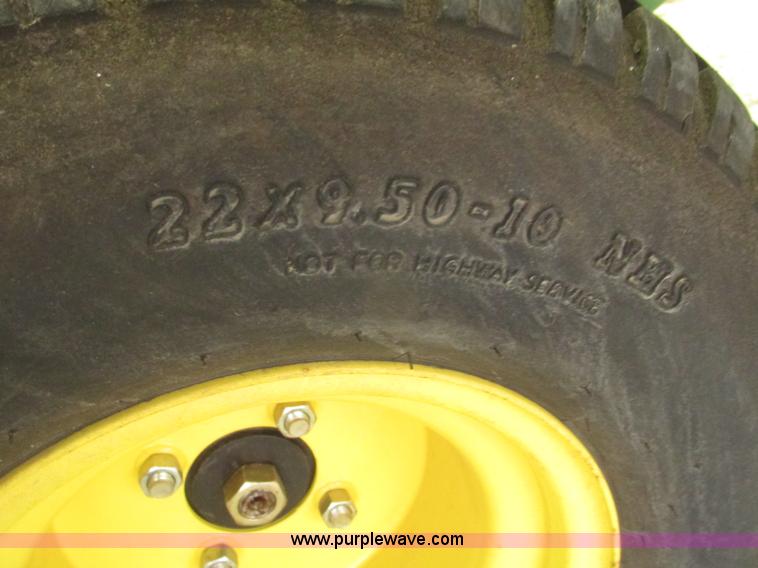 22X9.50-10 NHS
NOT FOR HIGHWAY SERVICE
www.purplewave.com